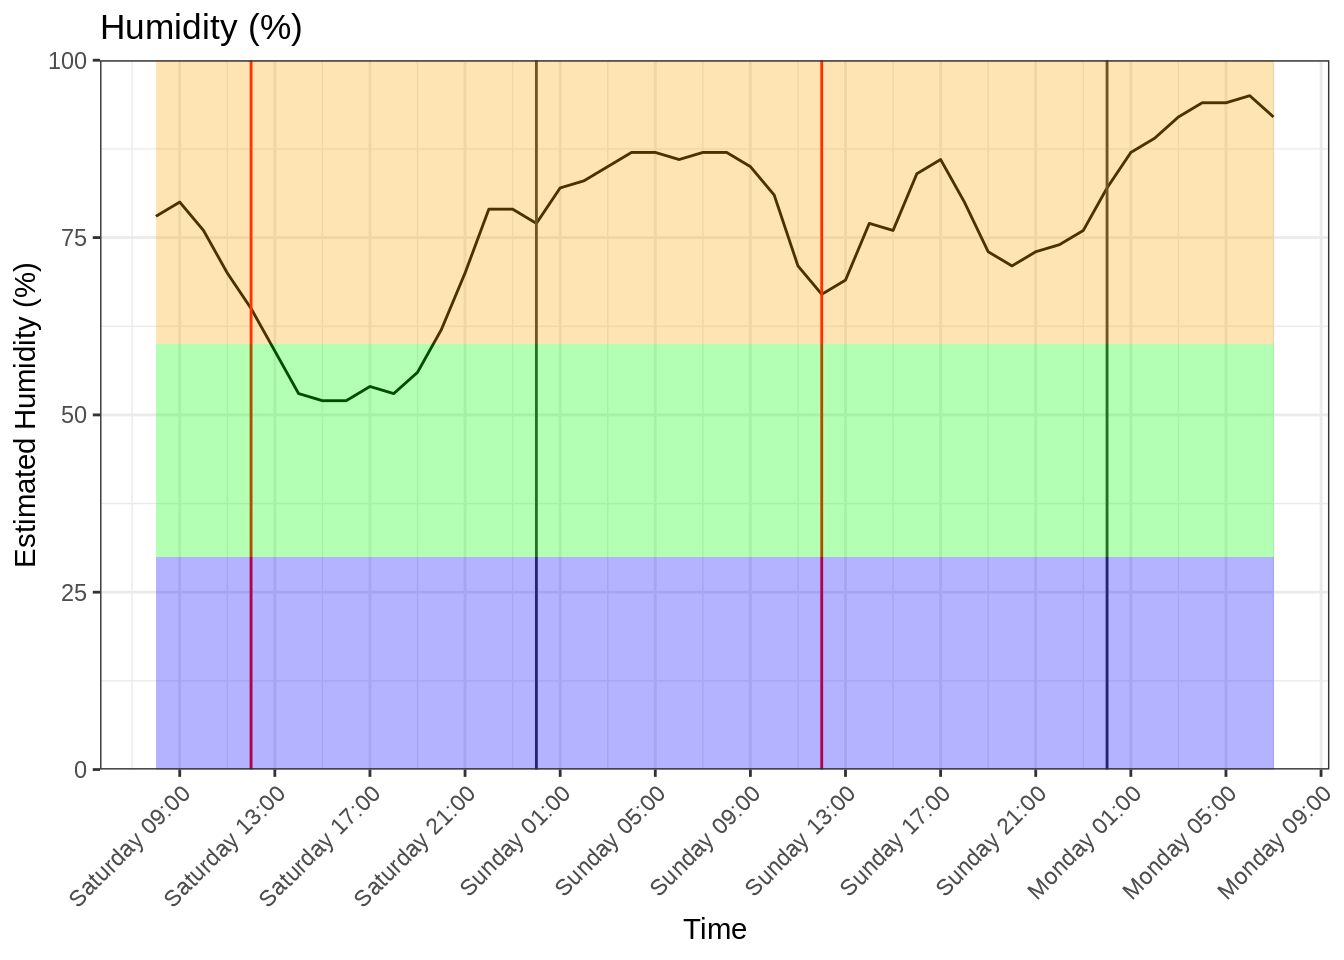 Humidity (%)
100
75
50
25
0
Estimated Humidity (%)
Saturday 09:00
Saturday 13:00
Saturday 17:00
Saturday 21:00
Sunday 01:00
Sunday 05:00
Sunday 09:00
Sunday 13:00
Sunday 17:00
Sunday 21:00
Monday 01:00
Monday 05:00
Monday 09:00
Time